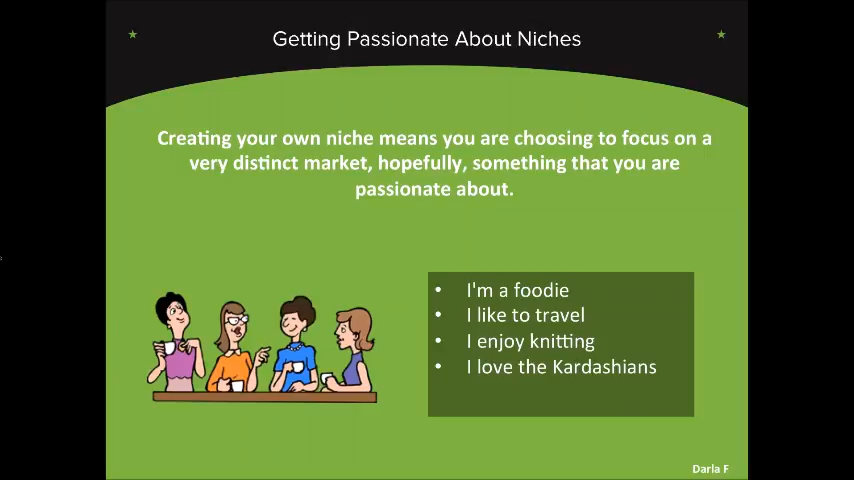 Getting Passionate About Niches
Creating your own niche means you are choosing to focus on a
very distinct market, hopefully, something that you are
passionate about.
• I'm a foodie
• I like to travel
• I enjoy knitting
• I love the Kardashians
Darla F